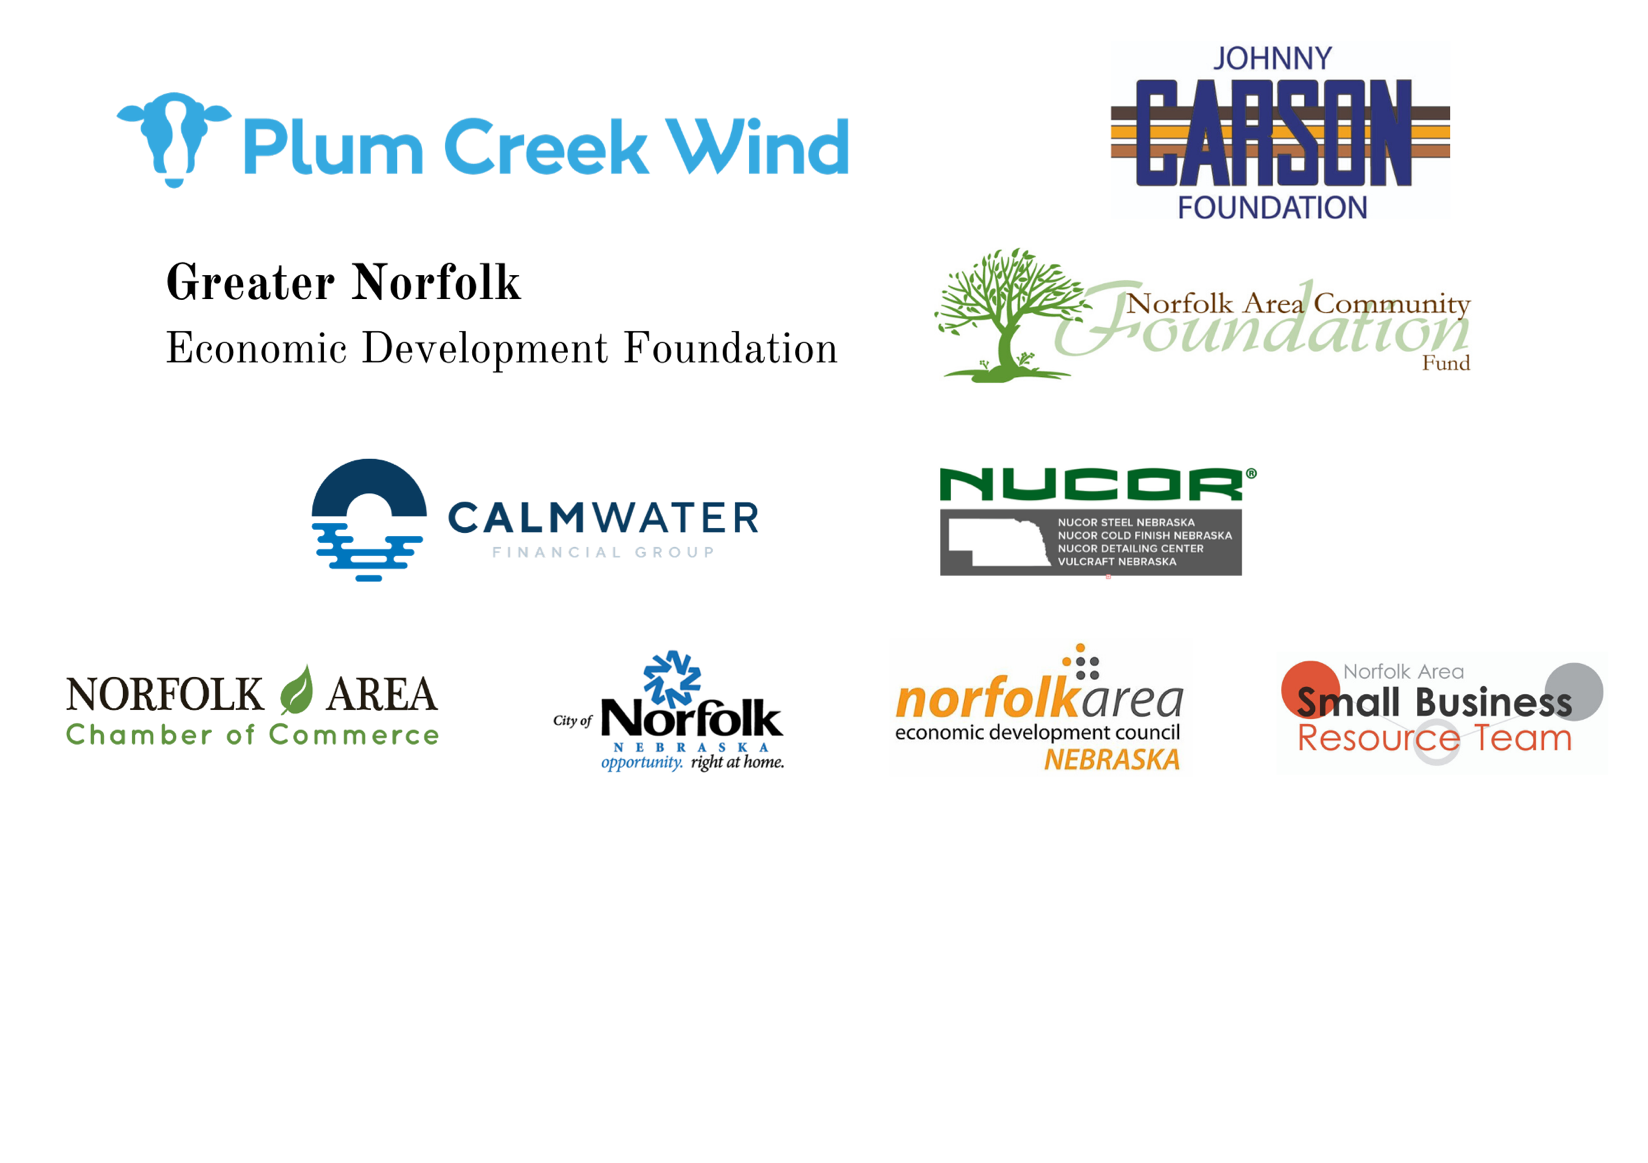 Plum Creek Wind
JOHNNY
CARSON
FOUNDATION
Greater Norfolk
Economic Development Foundation
Norfolk Area Community
Foundation
Fund
CALMWATER
FINANCIAL GROUP
NUCOR®
NUCOR STEEL NEBRASKA
NUCOR COLD FINISH NEBRASKA
NUCOR DETAILING CENTER
VULCRAFT NEBRASKA
NORFOLK AREA
Chamber of Commerce
City of Norfolk
NEBRASKA
opportunity. right at home.
norfolkarea
economic development council
NEBRASKA
Norfolk Area
Small Business
Resource Team